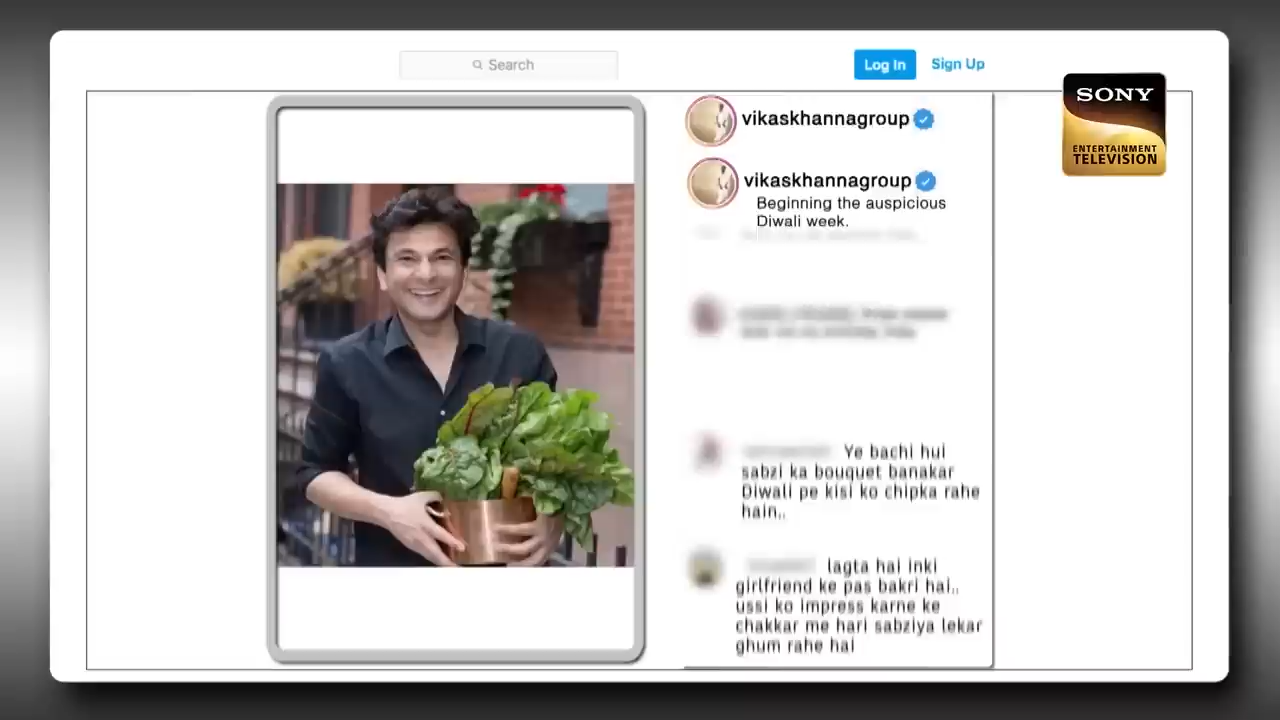 Search
Log In
Sign Up
SONY
ENTERTAINMENT
TELEVISION
vikaskhannagroup
vikaskhannagroup
Beginning the auspicious
Diwali week.
Ye bachi hui
sabzi ka bouquet banakar
Diwali pe kisi ko chipka rahe
hain..
lagta hai inki
girlfriend ke pas bakri hai..
ussi ko impress karne ke
chakkar me hari sabziya lekar
ghum rahe hai